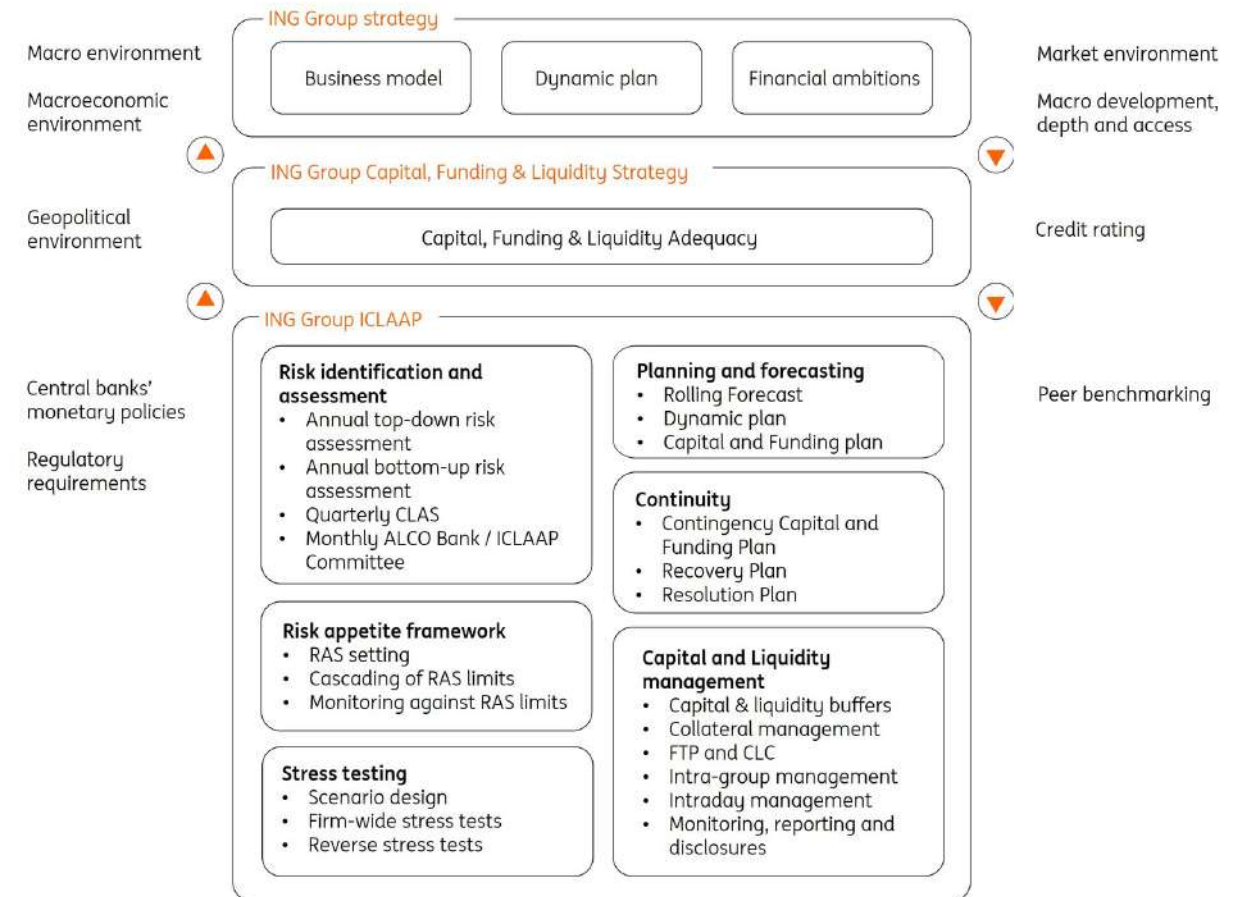 ING Group strategy
Macro environment
Macroeconomic
environment
Business model
Dynamic plan
Financial ambitions
Market environment
Macro development,
depth and access
ING Group Capital, Funding & Liquidity Strategy
Geopolitical
environment
Capital, Funding & Liquidity Adequacy
Credit rating
ING Group ICLAAP
Central banks'
monetary policies
Regulatory
requirements
Risk identification and
assessment
• Annual top-down risk
assessment
• Annual bottom-up risk
assessment
• Quarterly CLAS
• Monthly ALCO Bank / ICLAAP
Committee
Risk appetite framework
• RAS setting
• Cascading of RAS limits
• Monitoring against RAS limits
Stress testing
• Scenario design
• Firm-wide stress tests
• Reverse stress tests
Planning and forecasting
• Rolling Forecast
• Dynamic plan
• Capital and Funding plan
Continuity
• Contingency Capital and
Funding Plan
• Recovery Plan
• Resolution Plan
Capital and Liquidity
management
• Capital & liquidity buffers
• Collateral management
• FTP and CLC
• Intra-group management
• Intraday management
• Monitoring, reporting and
disclosures
Peer benchmarking